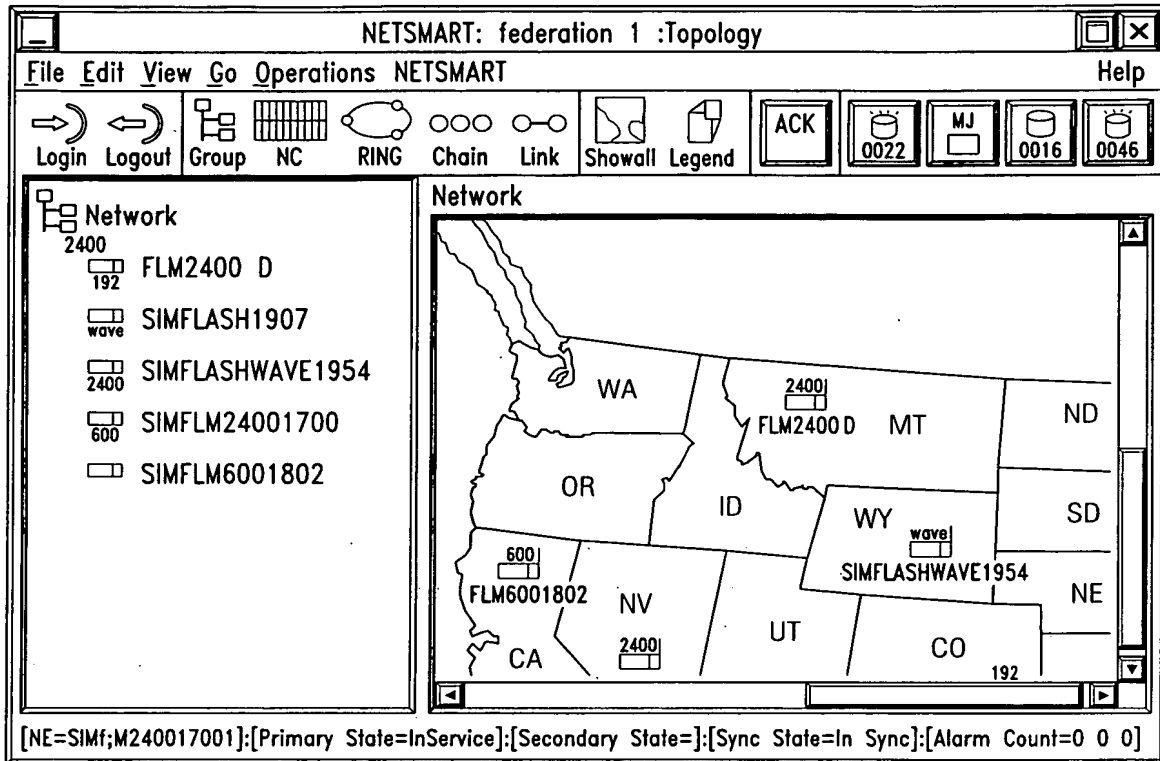 NETSMART: federation 1 :Topology
File Edit View Go Operations NETSMART Help
Login Logout Group NC RING Chain Link Showall Legend ACK 0022 MJ 0016 0046
Network
2400
192 FLM2400 D
wave SIMFLASH1907
2400 SIMFLASHWAVE1954
600 SIMFLM24001700
SIMFLM6001802
Network
WA
2400
FLM2400 D
MT
ND
OR
ID
WY
wave
SIMFLASHWAVE1954
SD
600
FLM6001802
NV
2400
UT
NE
CA
CO
192
[NE=SIMf;M240017001]:[Primary State=InService]:[Secondary State=]:[Sync State=In Sync]:[Alarm Count=0 0 0]